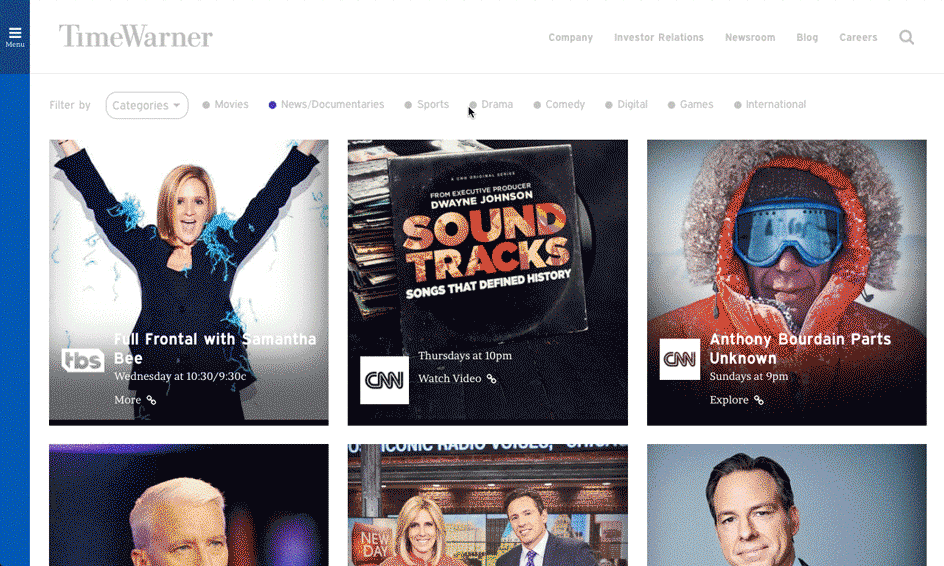 Menu
TimeWarner
Company Investor Relations Newsroom Blog Careers
Filter by Categories Movies News/Documentaries Sports Drama Comedy Digital Games International
Full Frontal with Samantha
Bee
tbs
Wednesday at 10:30/9:30c
More
A CNN ORIGINAL SERIES
FROM EXECUTIVE PRODUCER
DWAYNE JOHNSON
SOUND
TRACKS
SONGS THAT DEFINED HISTORY
CNN
Thursdays at 10pm
Watch Video
Anthony Bourdain Parts
Unknown
CNN
Sundays at 9pm
Explore
ICONIC RADIO VOICES,
NEW
DAY